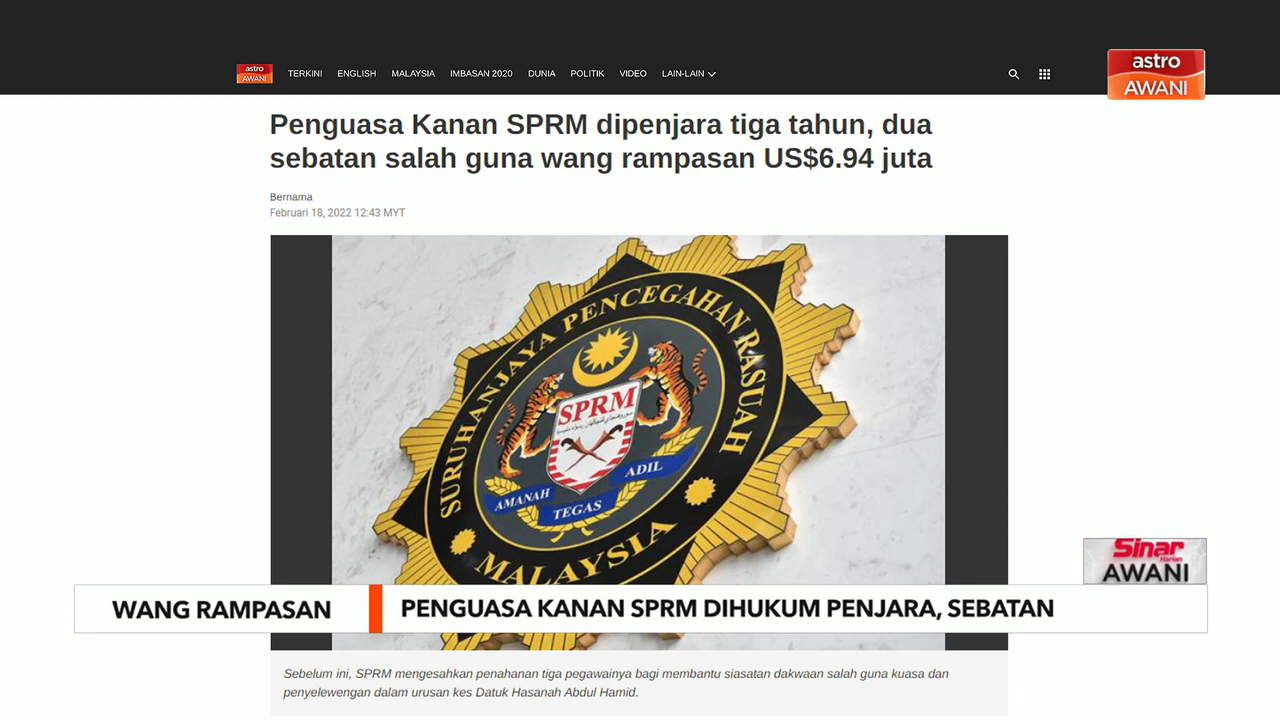 astro
AWANI
TERKINI
ENGLISH
MALAYSIA
IMBASAN 2020
DUNIA
POLITIK
VIDEO
LAIN-LAIN
astro
AWANI
Penguasa Kanan SPRM dipenjara tiga tahun, dua
sebatan salah guna wang rampasan US$6.94 juta
Bernama
Februari 18, 2022 12:43 MYT
SURUHANJAYA PENCEGAHAN RASUAH
SPRM
AMANAH
TEGAS
ADIL
MALAYSIA
Sinar
Harian
AWANI
WANG RAMPASAN
PENGUASA KANAN SPRM DIHUKUM PENJARA, SEBATAN
Sebelum ini, SPRM mengesahkan penahanan tiga pegawainya bagi membantu siasatan dakwaan salah guna kuasa dan
penyelewengan dalam urusan kes Datuk Hasanah Abdul Hamid.